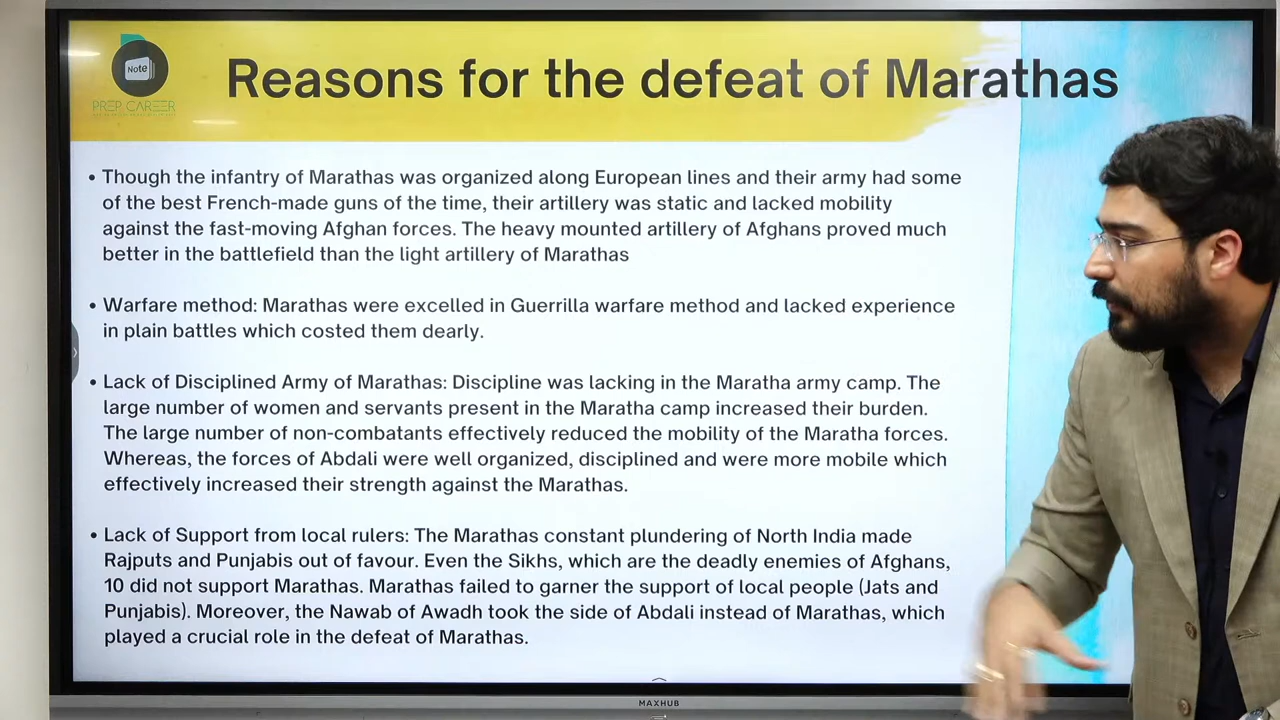 Note
PREP CAREER
Reasons for the defeat of Marathas
• Though the infantry of Marathas was organized along European lines and their army had some
of the best French-made guns of the time, their artillery was static and lacked mobility
against the fast-moving Afghan forces. The heavy mounted artillery of Afghans proved much
better in the battlefield than the light artillery of Marathas
• Warfare method: Marathas were excelled in Guerrilla warfare method and lacked experience
in plain battles which costed them dearly.
• Lack of Disciplined Army of Marathas: Discipline was lacking in the Maratha army camp. The
large number of women and servants present in the Maratha camp increased their burden.
The large number of non-combatants effectively reduced the mobility of the Maratha forces.
Whereas, the forces of Abdali were well organized, disciplined and were more mobile which
effectively increased their strength against the Marathas.
• Lack of Support from local rulers: The Marathas constant plundering of North India made
Rajputs and Punjabis out of favour. Even the Sikhs, which are the deadly enemies of Afghans,
10 did not support Marathas. Marathas failed to garner the support of local people (Jats and
Punjabis). Moreover, the Nawab of Awadh took the side of Abdali instead of Marathas, which
played a crucial role in the defeat of Marathas.
MAXHUB